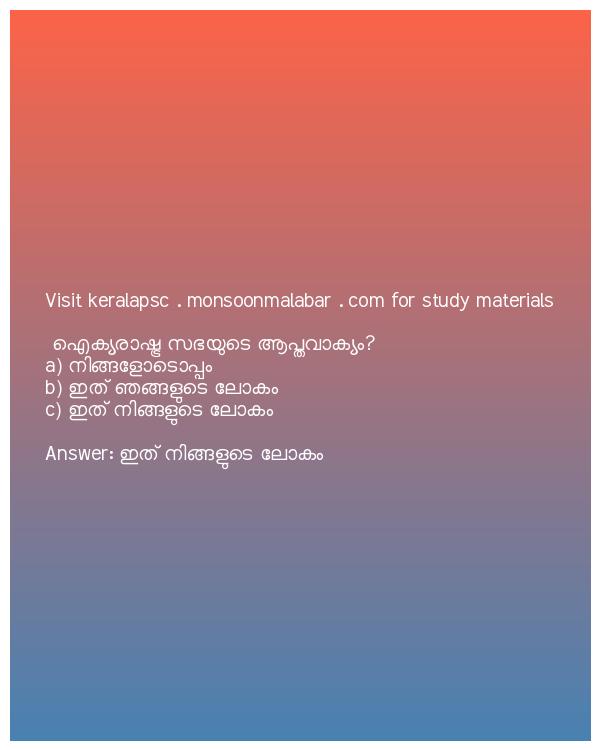 Visit keralapsc . monsoonmalabar . com for study materials
ഐക്യരാഷ്ട്ര സഭയുടെ ആപ്തവാക്യം?
a) നിങ്ങളോടൊപ്പം
b) ഇത് ഞങ്ങളുടെ ലോകം
c) ഇത് നിങ്ങളുടെ ലോകം
Answer: ഇത് നിങ്ങളുടെ ലോകം